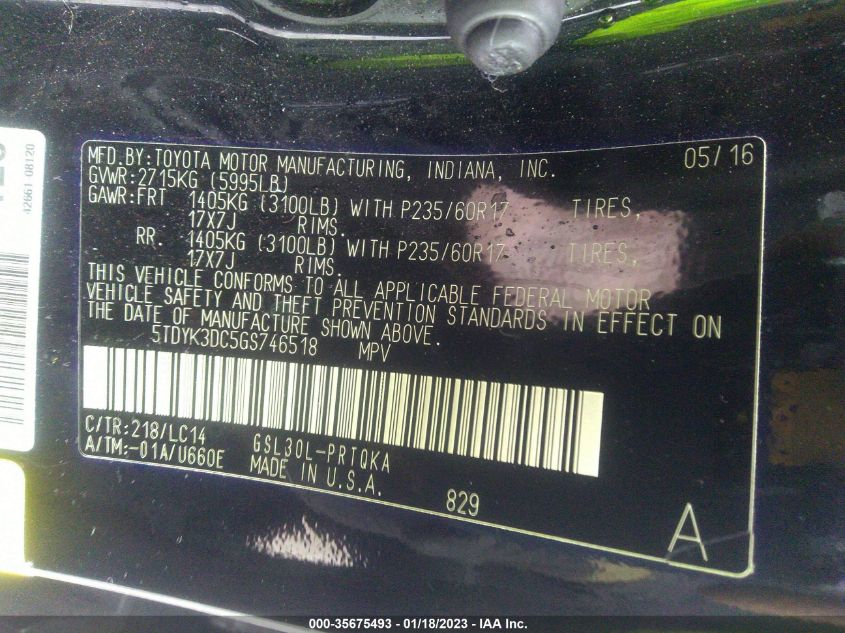 42661-08120
MFD.BY:TOYOTA MOTOR MANUFACTURING, INDIANA, INC. 05/16
GVWR:2715KG (5995LB)
GAWR:FRT 1405KG (3100LB) WITH P235/60R17 TIRES,
17X7J RIMS.
RR. 1405KG (3100LB) WITH P235/60R17 TIRES,
17X7J RIMS.
THIS VEHICLE CONFORMS TO ALL APPLICABLE FEDERAL MOTOR
VEHICLE SAFETY AND THEFT PREVENTION STANDARDS IN EFFECT ON
THE DATE OF MANUFACTURE SHOWN ABOVE.
5TDYK3DC5GS746518 MPV
C/TR:218/LC14 GSL30L-PRTQKA
A/TM:-01A/U660E MADE IN U.S.A.
829
A
000-35675493 - 01/18/2023 - IAA Inc.